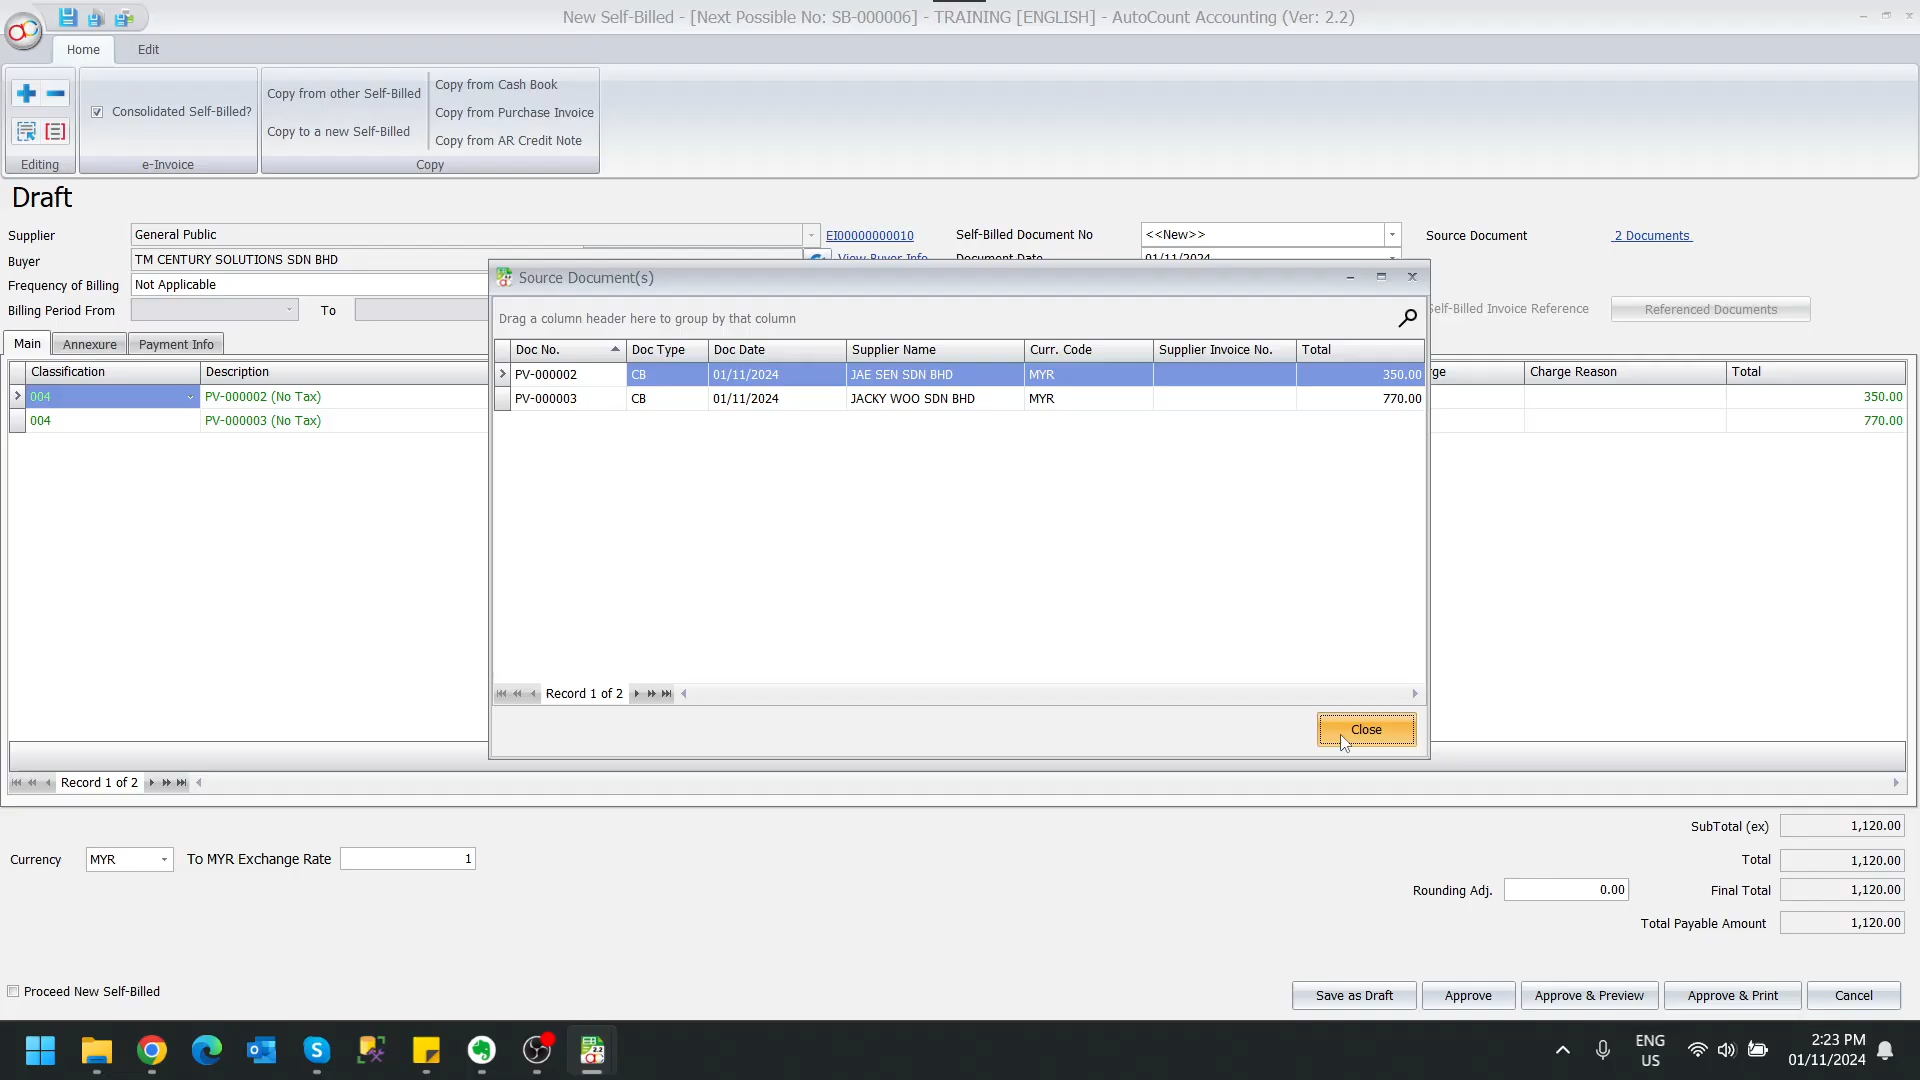 New Self-Billed - [Next Possible No: SB-000006] - TRAINING [ENGLISH] - AutoCount Accounting (Ver: 2.2)
Home Edit
Consolidated Self-Billed?
Copy from other Self-Billed
Copy to a new Self-Billed
Copy from Cash Book
Copy from Purchase Invoice
Copy from AR Credit Note
Editing e-Invoice Copy
Draft
Supplier General Public EI00000000010 Self-Billed Document No <<New>> Source Document 2 Documents
Buyer TM CENTURY SOLUTIONS SDN BHD View Buyer Info Document Date 01/11/2024
Frequency of Billing Not Applicable
Billing Period From To Self-Billed Invoice Reference Referenced Documents
Main Annexure Payment Info
Classification Description Charge Reason Total
004 PV-000002 (No Tax) 350.00
004 PV-000003 (No Tax) 770.00
Source Document(s)
Drag a column header here to group by that column
Doc No. Doc Type Doc Date Supplier Name Curr. Code Supplier Invoice No. Total
PV-000002 CB 01/11/2024 JAE SEN SDN BHD MYR 350.00
PV-000003 CB 01/11/2024 JACKY WOO SDN BHD MYR 770.00
Record 1 of 2
Close
Record 1 of 2
SubTotal (ex) 1,120.00
Currency MYR To MYR Exchange Rate 1 Total 1,120.00
Rounding Adj. 0.00 Final Total 1,120.00
Total Payable Amount 1,120.00
Proceed New Self-Billed Save as Draft Approve Approve & Preview Approve & Print Cancel
ENG
US
2:23 PM
01/11/2024